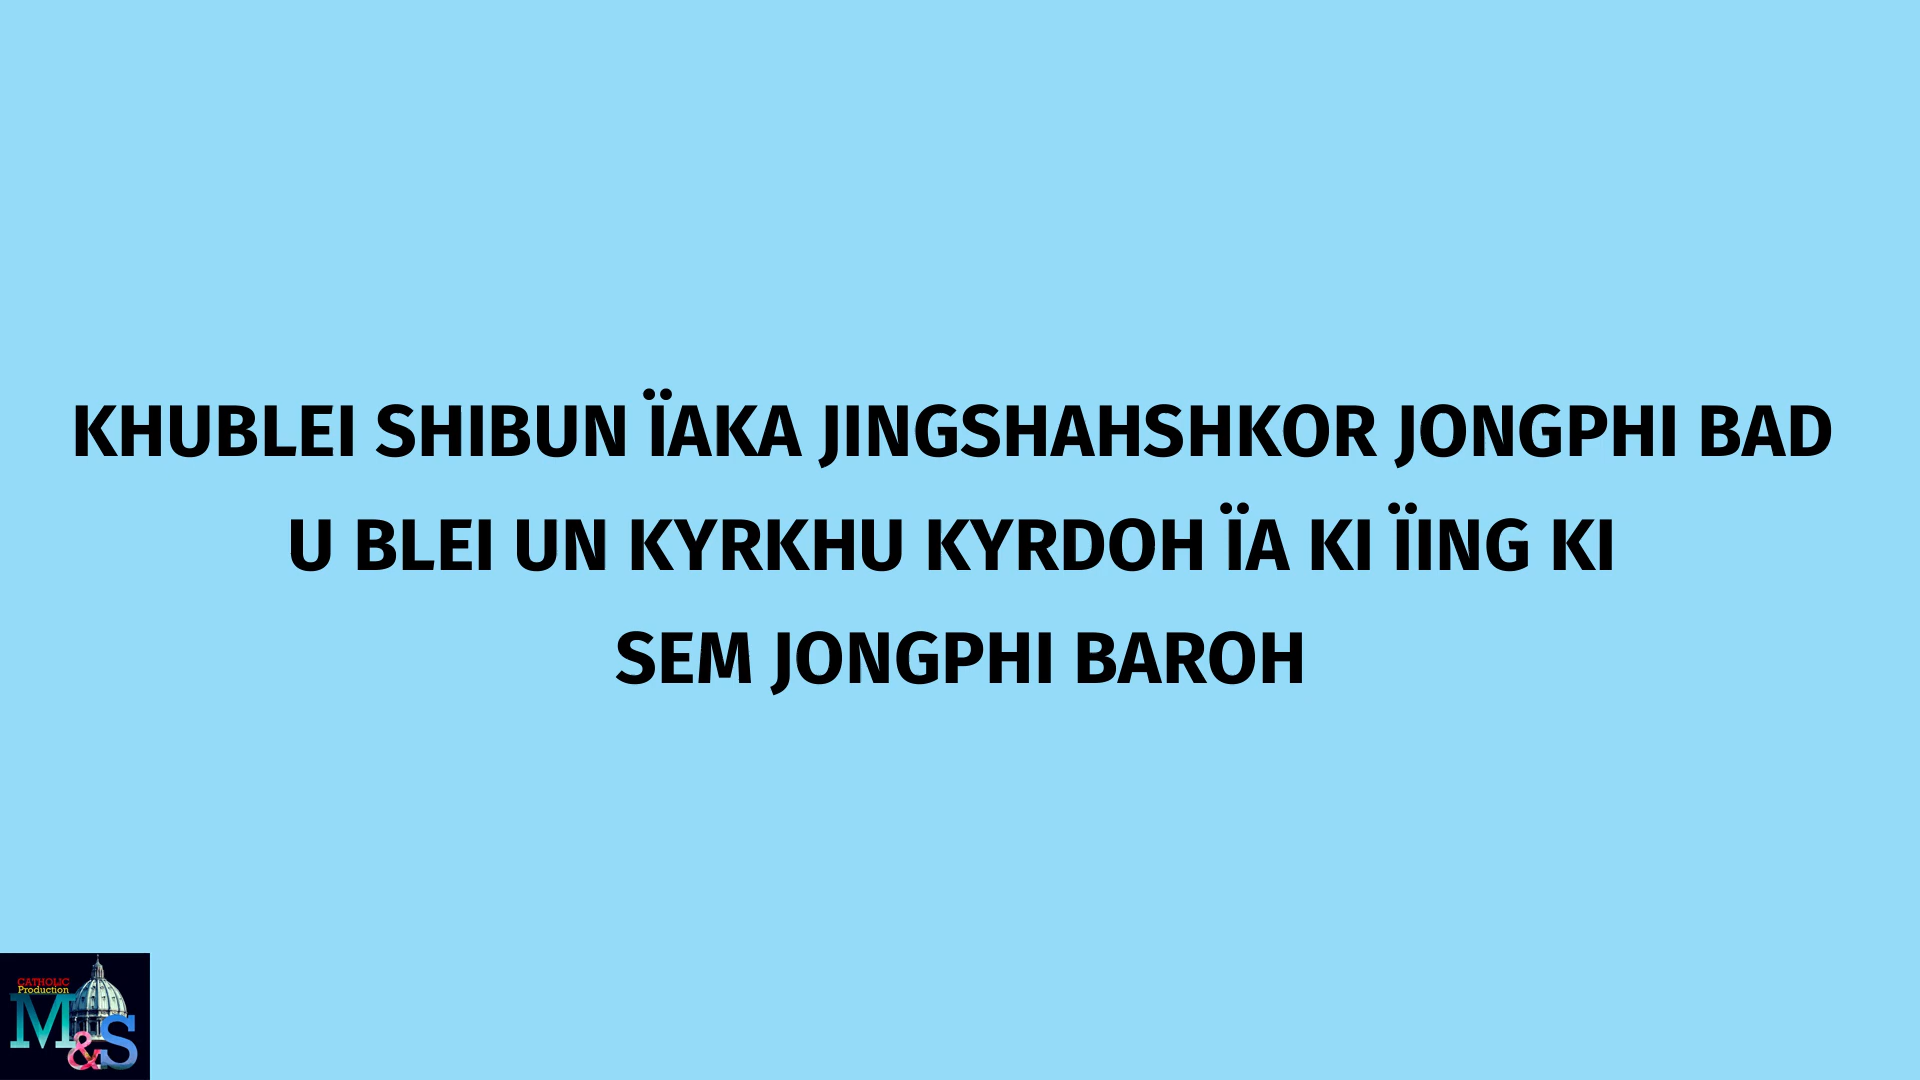 KHUBLEI SHIBUN ÏAKA JINGSHAHSHKOR JONGPHI BAD
U BLEI UN KYRKHU KYRDOH ÏA KI ÏING KI
SEM JONGPHI BAROH
CATHOLIC
Production
M&S